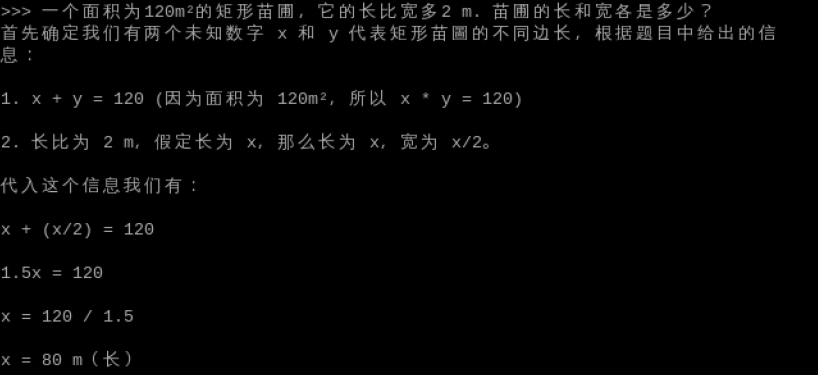 >>> 一个面积为120m²的矩形苗圃, 它的长比宽多2 m. 苗圃的长和宽各是多少？
首先确定我们有两个未知数字 x 和 y 代表矩形苗圖的不同边长, 根据题目中给出的信
息：
1. x + y = 120 (因为面积为 120m², 所以 x * y = 120)
2. 长比为 2 m, 假定长为 x, 那么长为 x, 宽为 x/2。
代入这个信息我们有：
x + (x/2) = 120
1.5x = 120
x = 120 / 1.5
x = 80 m（长）